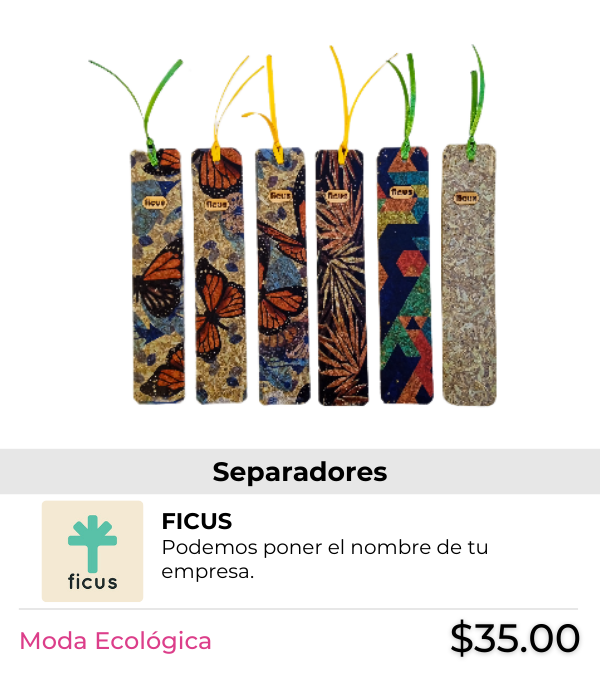 ficus
ficus
ficus
ficus
ficus
ficus
Separadores
FICUS
Podemos poner el nombre de tu
empresa.
ficus
Moda Ecológica
$35.00